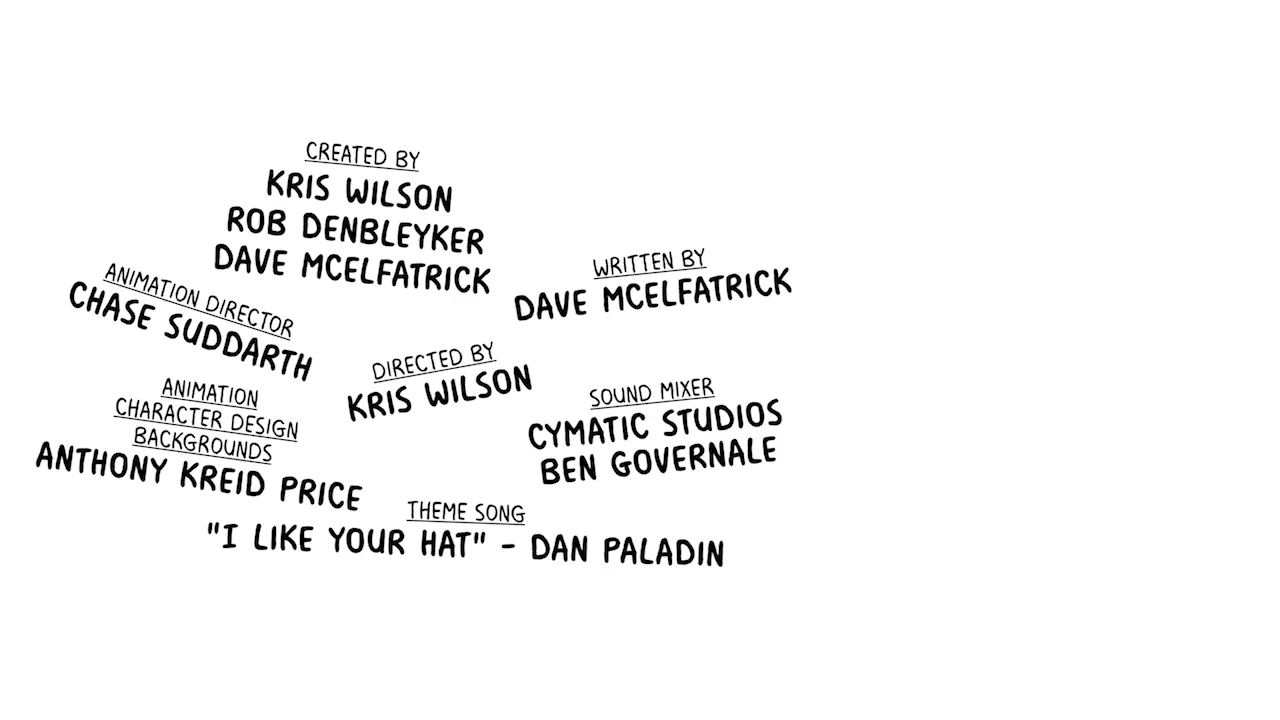 CREATED BY
KRIS WILSON
ROB DENBLEYKER
DAVE MCELFATRICK
WRITTEN BY
DAVE MCELFATRICK
ANIMATION DIRECTOR
CHASE SUDDARTH
DIRECTED BY
KRIS WILSON
ANIMATION
CHARACTER DESIGN
BACKGROUNDS
ANTHONY KREID PRICE
SOUND MIXER
CYMATIC STUDIOS
BEN GOVERNALE
THEME SONG
"I LIKE YOUR HAT" - DAN PALADIN